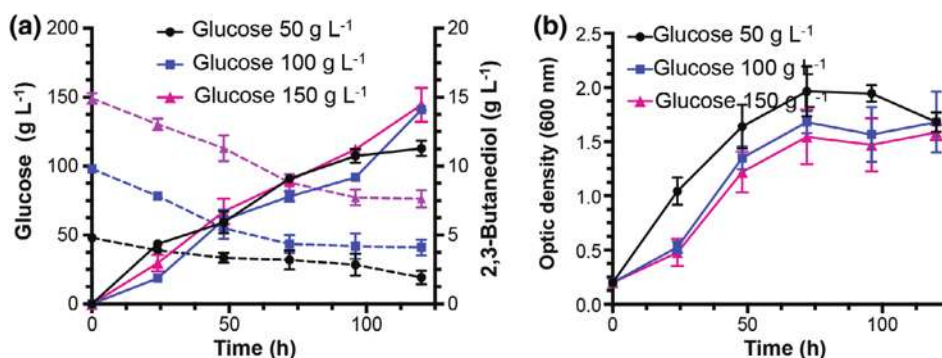 (a)
Glucose 50 g L⁻¹
Glucose 100 g L⁻¹
Glucose 150 g L⁻¹
Glucose (g L⁻¹)
200
150
100
50
0
20
15
10
5
0
2,3-Butanediol (g L⁻¹)
0 50 100
Time (h)
(b)
Glucose 50 g L⁻¹
Glucose 100 g L⁻¹
Glucose 150 g L⁻¹
Optic density (600 nm)
2.5
2.0
1.5
1.0
0.5
0.0
0 50 100
Time (h)